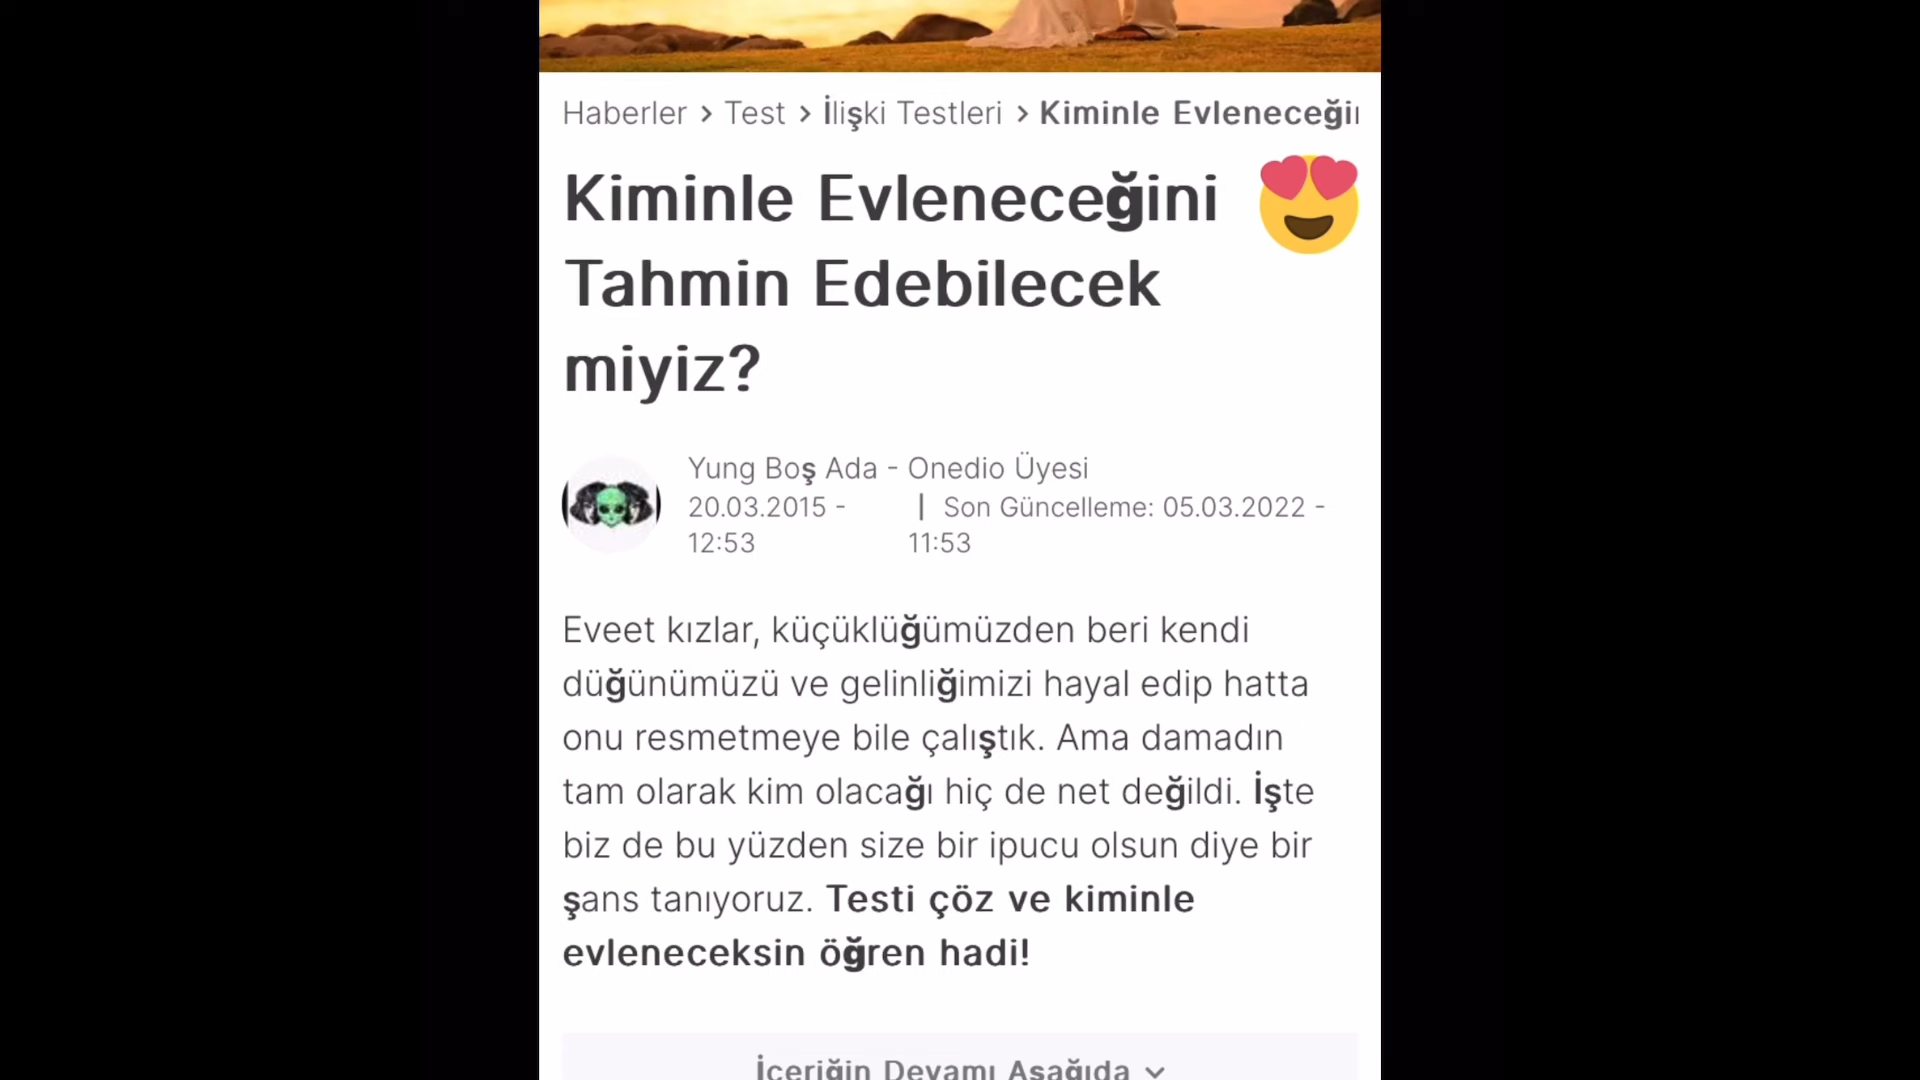 Haberler > Test > İlişki Testleri > Kiminle Evleneceğin
Kiminle Evleneceğini
Tahmin Edebilecek
miyiz?
Yung Boş Ada - Onedio Üyesi
20.03.2015 - | Son Güncelleme: 05.03.2022 -
12:53 11:53
Eveet kızlar, küçüklüğümüzden beri kendi
düğünümüzü ve gelinliğimizi hayal edip hatta
onu resmetmeye bile çalıştık. Ama damadın
tam olarak kim olacağı hiç de net değildi. İşte
biz de bu yüzden size bir ipucu olsun diye bir
şans tanıyoruz. Testi çöz ve kiminle
evleneceksin öğren hadi!
İçeriğin Devamı Aşağıda